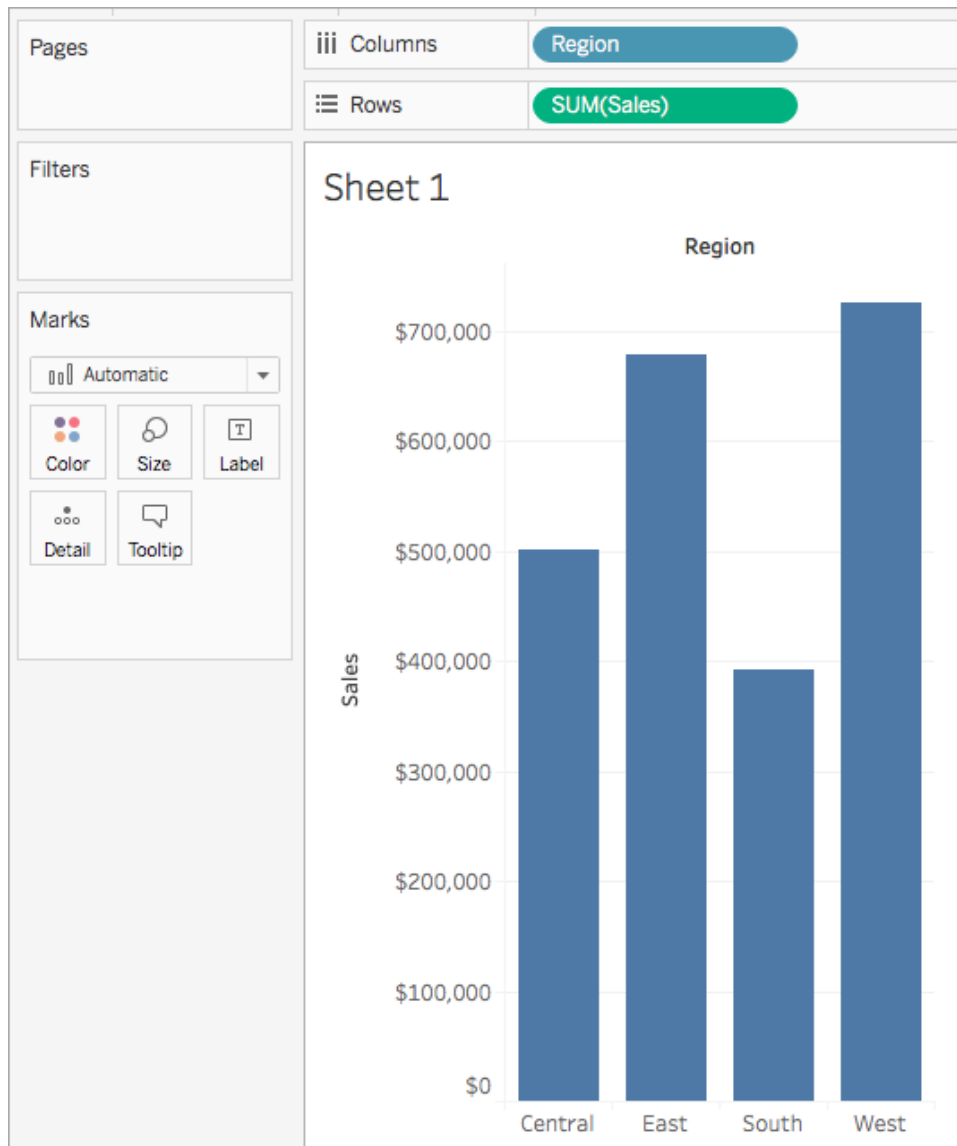 Pages
Columns
Region
Rows
SUM(Sales)
Filters
Marks
Automatic
Color
Size
T
Label
Detail
Tooltip
Sheet 1
Region
$700,000
$600,000
$500,000
$400,000
$300,000
$200,000
$100,000
$0
Sales
Central East South West